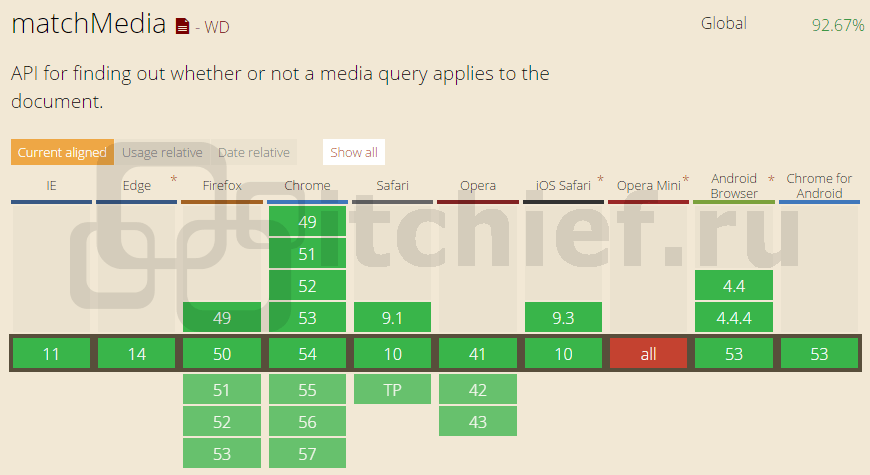 matchMedia - WD
Global 92.67%
API for finding out whether or not a media query applies to the
document.
Current aligned Usage relative Date relative Show all
IE Edge * Firefox Chrome Safari Opera iOS Safari * Opera Mini * Android Browser * Chrome for Android
49
51
52 4.4
49 53 9.1 9.3 4.4.4
11 14 50 54 10 41 10 all 53 53
51 55 TP 42
52 56 43
53 57
itchief.ru